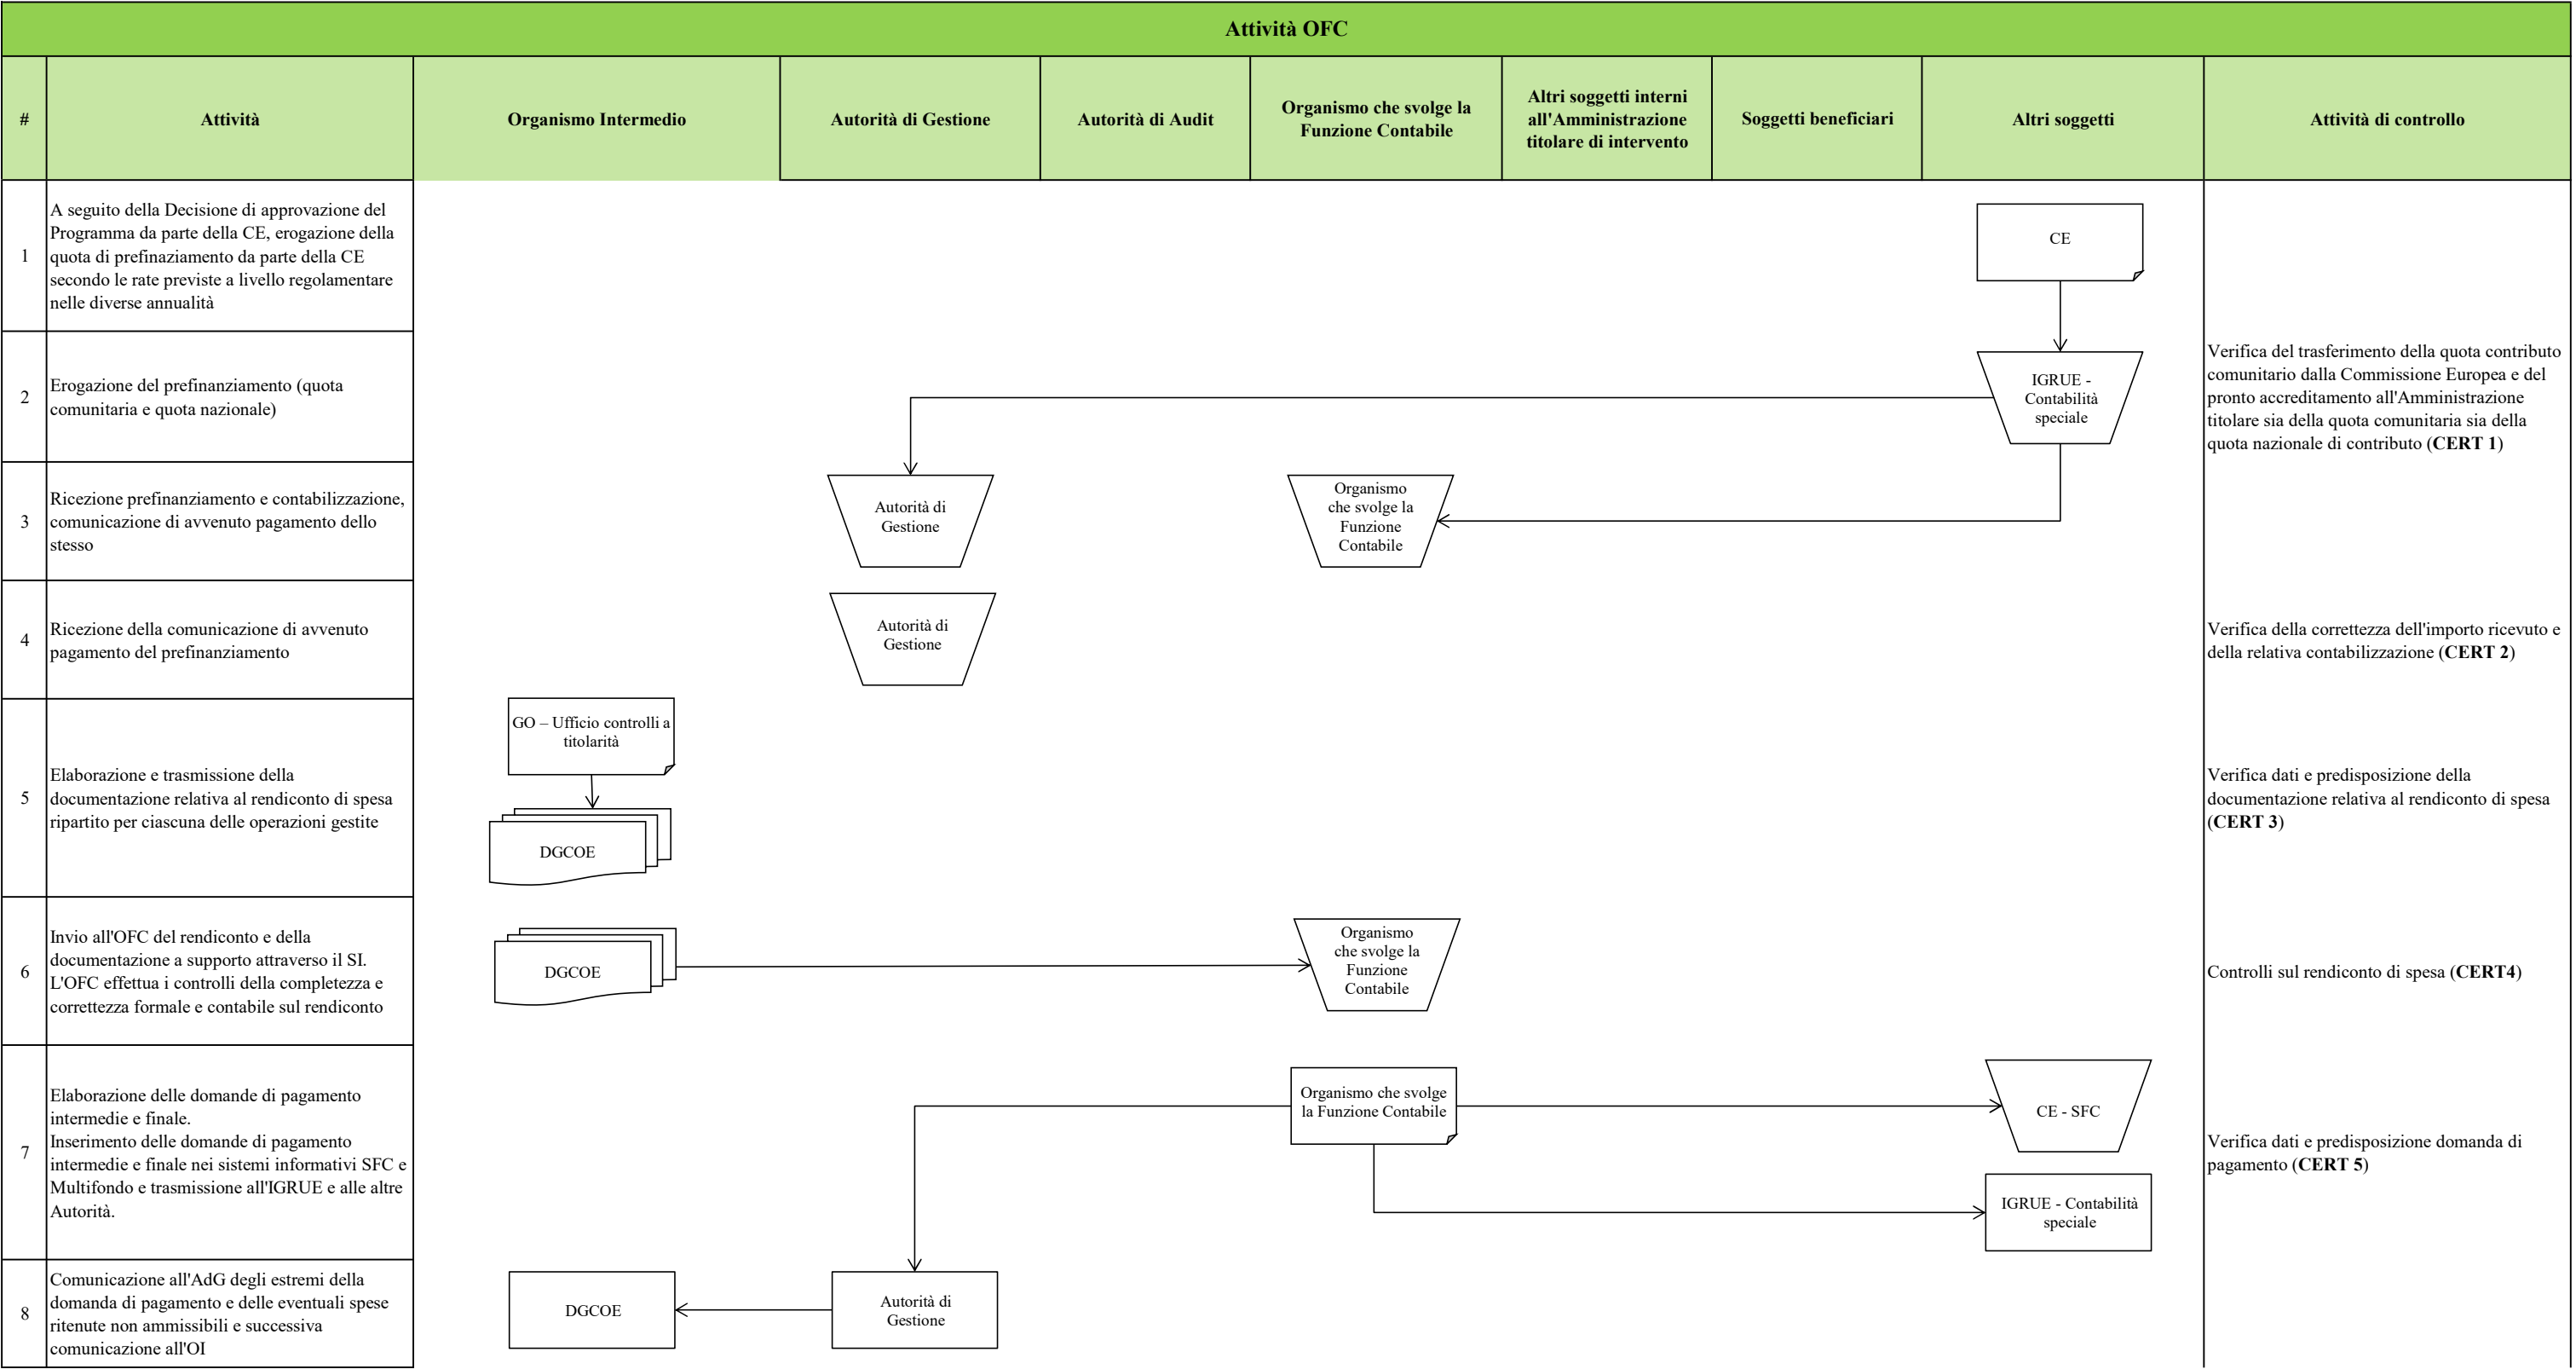 Attività OFC
#
Attività
Organismo Intermedio
Autorità di Gestione
Autorità di Audit
Organismo che svolge la
Funzione Contabile
Altri soggetti interni
all'Amministrazione
titolare di intervento
Soggetti beneficiari
Altri soggetti
Attività di controllo
1
A seguito della Decisione di approvazione del
Programma da parte della CE, erogazione della
quota di prefinaziamento da parte della CE
secondo le rate previste a livello regolamentare
nelle diverse annualità
CE
2
Erogazione del prefinanziamento (quota
comunitaria e quota nazionale)
IGRUE -
Contabilità
speciale
Verifica del trasferimento della quota contributo
comunitario dalla Commissione Europea e del
pronto accreditamento all'Amministrazione
titolare sia della quota comunitaria sia della
quota nazionale di contributo (CERT 1)
3
Ricezione prefinanziamento e contabilizzazione,
comunicazione di avvenuto pagamento dello
stesso
Autorità di
Gestione
Organismo
che svolge la
Funzione
Contabile
4
Ricezione della comunicazione di avvenuto
pagamento del prefinanziamento
Autorità di
Gestione
Verifica della correttezza dell'importo ricevuto e
della relativa contabilizzazione (CERT 2)
5
Elaborazione e trasmissione della
documentazione relativa al rendiconto di spesa
ripartito per ciascuna delle operazioni gestite
GO – Ufficio controlli a
titolarità
DGCOE
Verifica dati e predisposizione della
documentazione relativa al rendiconto di spesa
(CERT 3)
6
Invio all'OFC del rendiconto e della
documentazione a supporto attraverso il SI.
L'OFC effettua i controlli della completezza e
correttezza formale e contabile sul rendiconto
DGCOE
Organismo
che svolge la
Funzione
Contabile
Controlli sul rendiconto di spesa (CERT4)
7
Elaborazione delle domande di pagamento
intermedie e finale.
Inserimento delle domande di pagamento
intermedie e finale nei sistemi informativi SFC e
Multifondo e trasmissione all'IGRUE e alle altre
Autorità.
Organismo che svolge
la Funzione Contabile
CE - SFC
IGRUE - Contabilità
speciale
Verifica dati e predisposizione domanda di
pagamento (CERT 5)
8
Comunicazione all'AdG degli estremi della
domanda di pagamento e delle eventuali spese
ritenute non ammissibili e successiva
comunicazione all'OI
DGCOE
Autorità di
Gestione